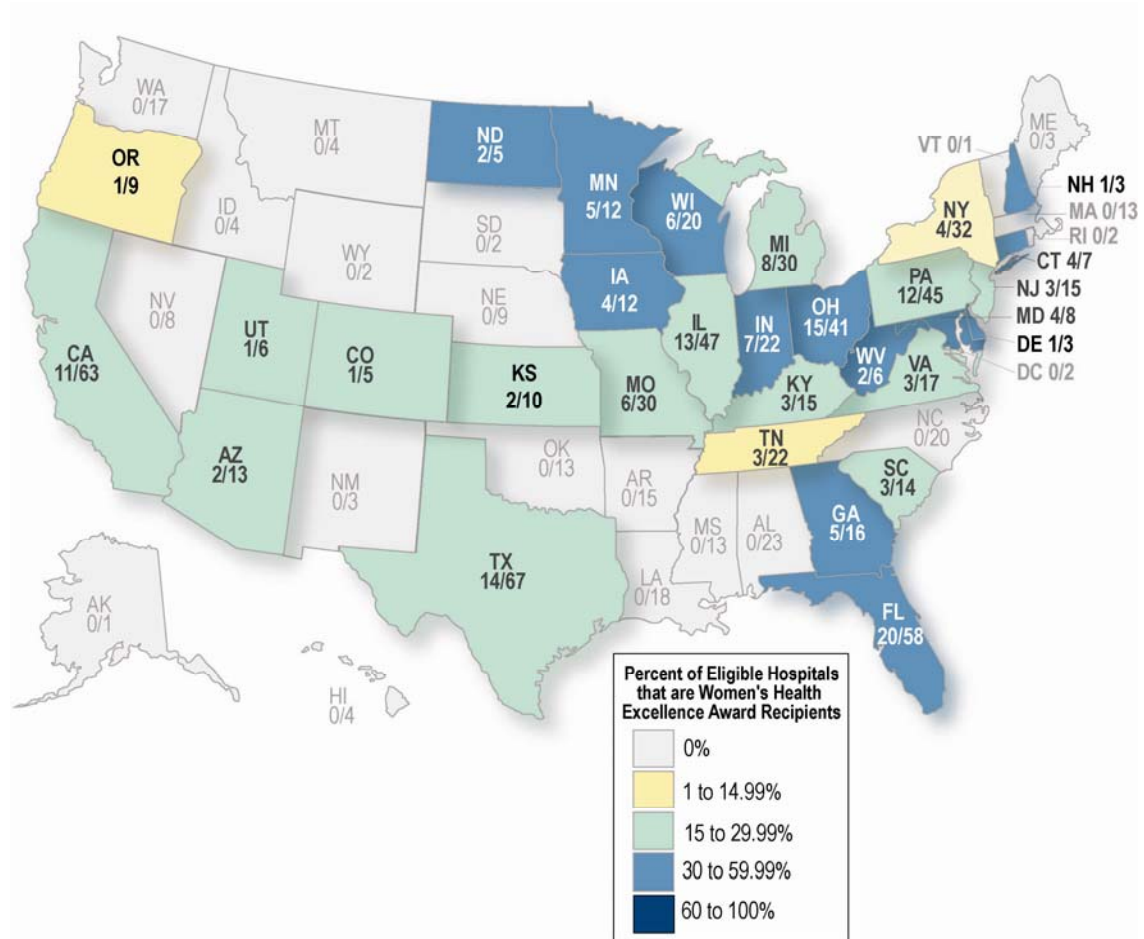 WA
0/17
MT
0/4
ND
2/5
MN
5/12
WI
6/20
MI
8/30
VT 0/1
ME
0/3
NH 1/3
MA 0/13
RI 0/2
CT 4/7
NJ 3/15
MD 4/8
DE 1/3
DC 0/2
NY
4/32
PA
12/45
OR
1/9
ID
0/4
WY
0/2
SD
0/2
NE
0/9
IA
4/12
IL
13/47
IN
7/22
OH
15/41
WV
2/6
VA
3/17
KY
3/15
NV
0/8
UT
1/6
CO
1/5
KS
2/10
MO
6/30
CA
11/63
AZ
2/13
NM
0/3
OK
0/13
AR
0/15
TN
3/22
NC
0/20
SC
3/14
MS
0/13
AL
0/23
GA
5/16
TX
14/67
LA
0/18
FL
20/58
AK
0/1
HI
0/4
Percent of Eligible Hospitals
that are Women's Health
Excellence Award Recipients
0%
1 to 14.99%
15 to 29.99%
30 to 59.99%
60 to 100%